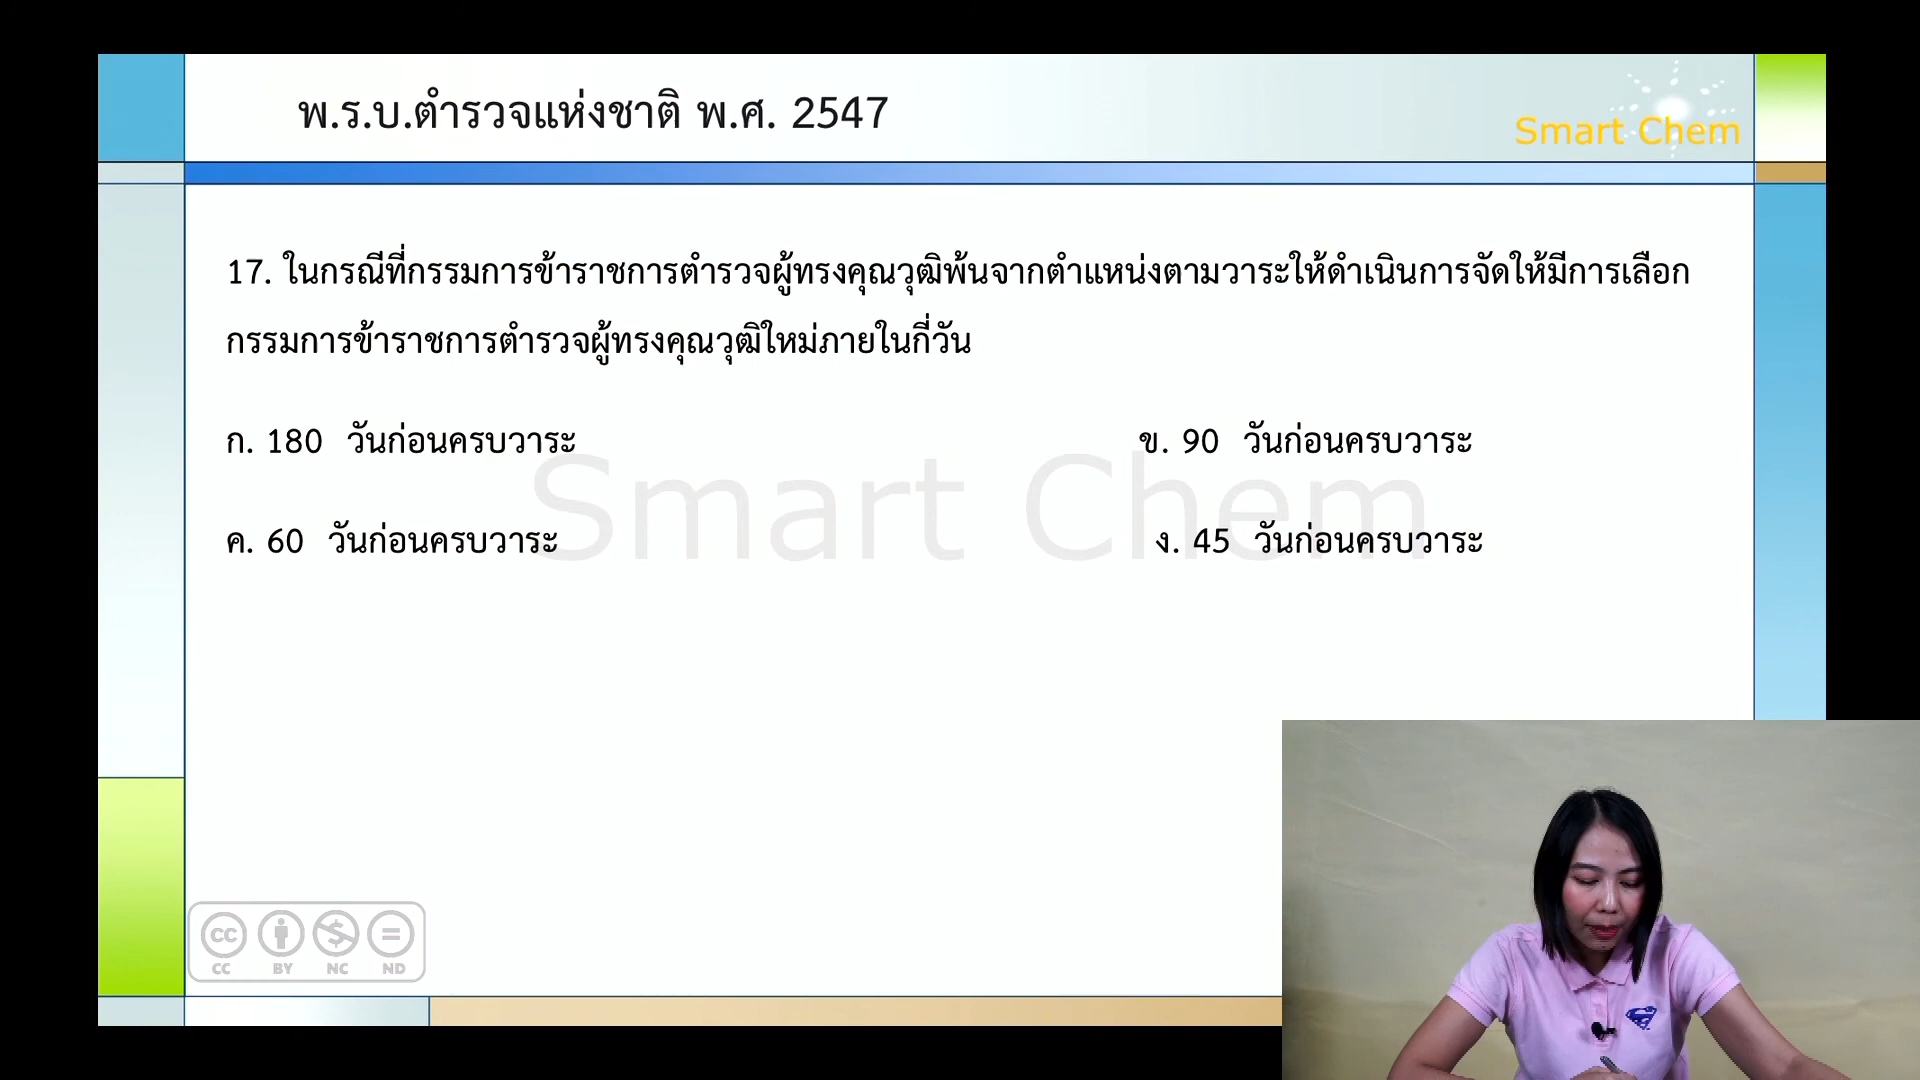 พ.ร.บ.ตำรวจแห่งชาติ พ.ศ. 2547
Smart Chem
17. ในกรณีที่กรรมการข้าราชการตำรวจผู้ทรงคุณวุฒิพ้นจากตำแหน่งตามวาระให้ดำเนินการจัดให้มีการเลือก
กรรมการข้าราชการตำรวจผู้ทรงคุณวุฒิใหม่ภายในกี่วัน
ก. 180 วันก่อนครบวาระ
ข. 90 วันก่อนครบวาระ
Smart Chem
ค. 60 วันก่อนครบวาระ
ง. 45 วันก่อนครบวาระ
CC BY NC ND